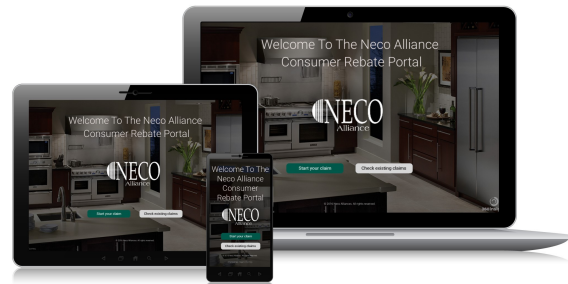 Welcome To The Neco Alliance
Consumer Rebate Portal
NECO
Alliance
Start your claim
Check existing claims
Welcome To The Neco Alliance
Consumer Rebate Portal
NECO
Alliance
Start your claim
Check existing claims
Welcome To The
Neco Alliance
Consumer
Rebate Portal
NECO
Alliance
Start your claim
Check existing claims